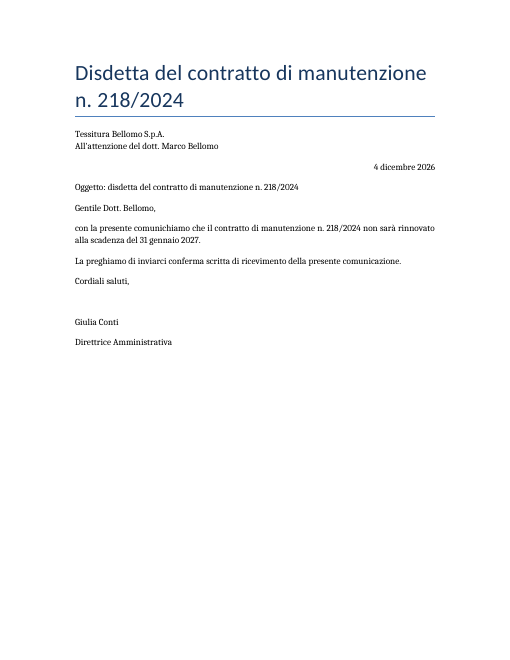 Disdetta del contratto di manutenzione
n. 218/2024
Tessitura Bellomo S.p.A.
All'attenzione del dott. Marco Bellomo
4 dicembre 2026
Oggetto: disdetta del contratto di manutenzione n. 218/2024
Gentile Dott. Bellomo,
con la presente comunichiamo che il contratto di manutenzione n. 218/2024 non sarà rinnovato
alla scadenza del 31 gennaio 2027.
La preghiamo di inviarci conferma scritta di ricevimento della presente comunicazione.
Cordiali saluti,
Giulia Conti
Direttrice Amministrativa